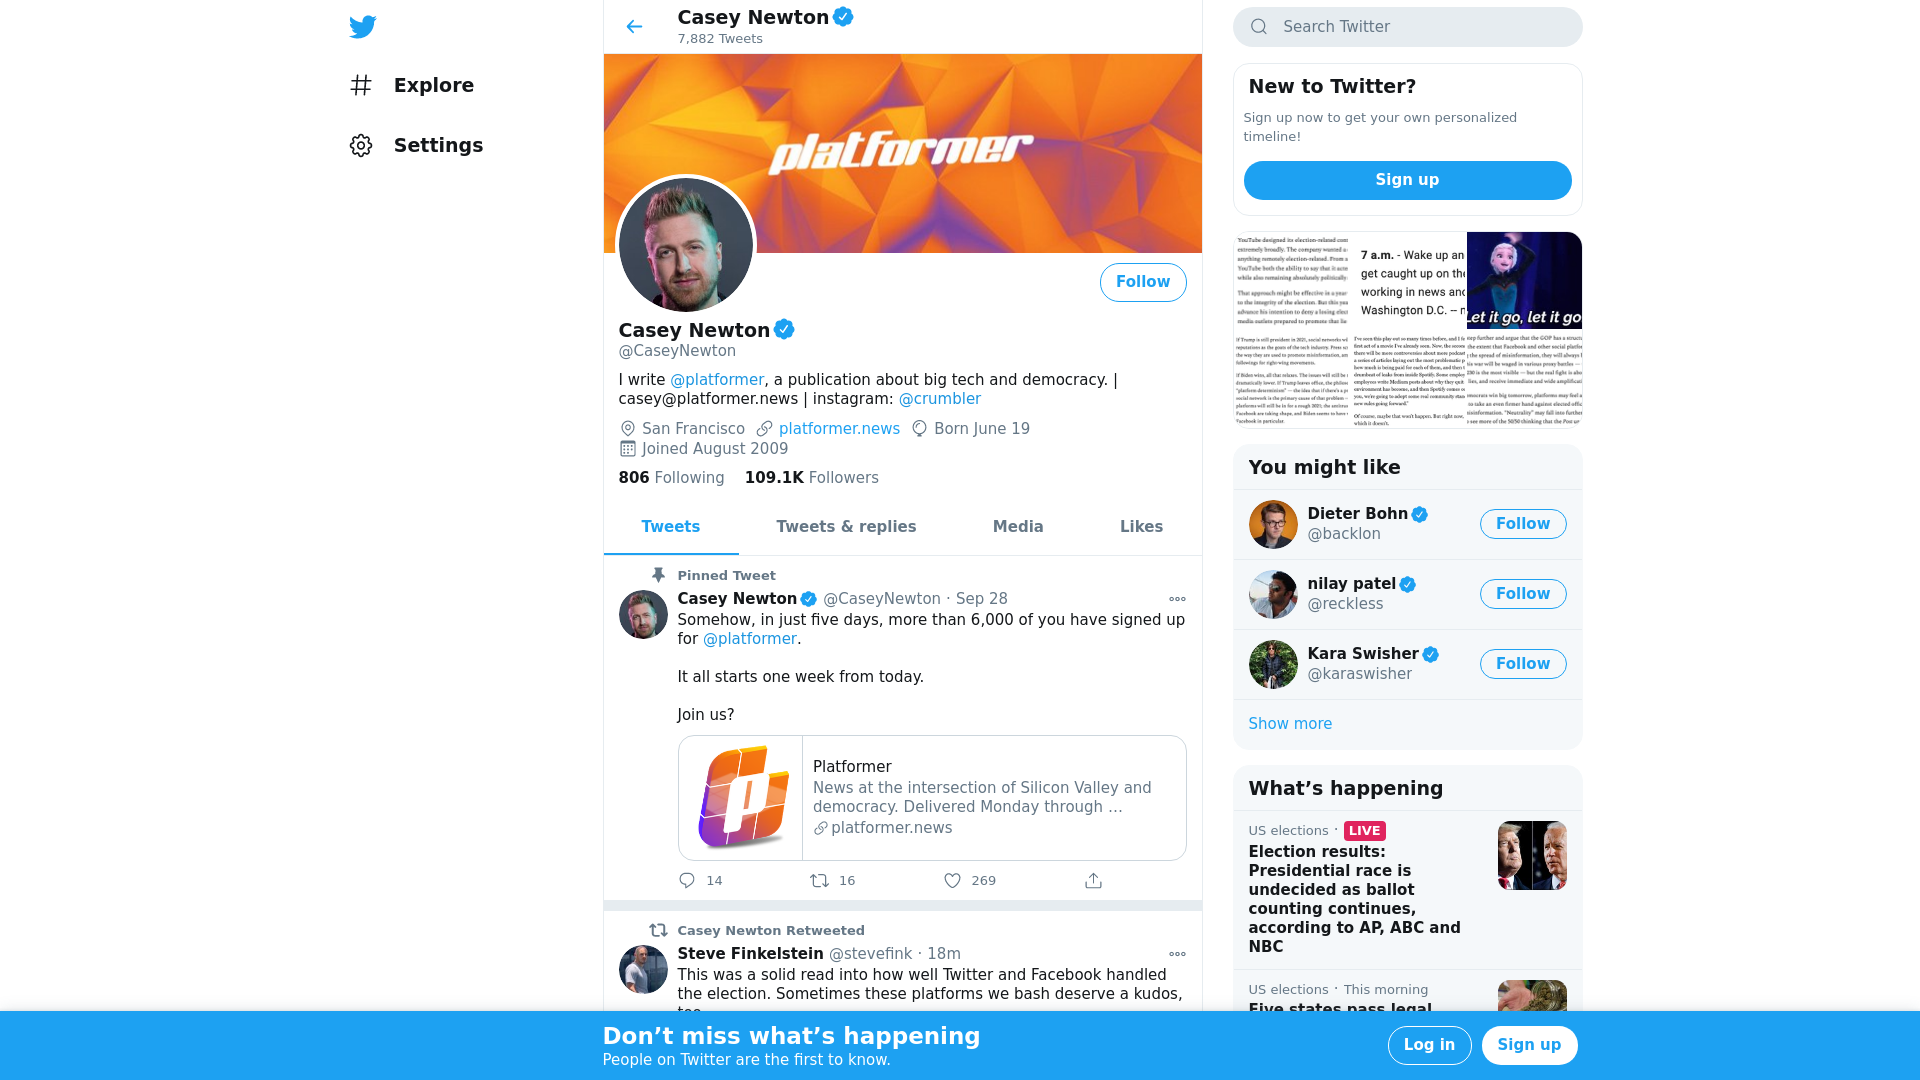 Casey Newton
7,882 Tweets
Explore
Settings
platformer
Follow
Casey Newton
@CaseyNewton
I write @platformer, a publication about big tech and democracy. |
casey@platformer.news | instagram: @crumbler
San Francisco platformer.news Born June 19
Joined August 2009
806 Following 109.1K Followers
Tweets Tweets & replies Media Likes
Pinned Tweet
Casey Newton @CaseyNewton · Sep 28
Somehow, in just five days, more than 6,000 of you have signed up
for @platformer.
It all starts one week from today.
Join us?
Platformer
News at the intersection of Silicon Valley and
democracy. Delivered Monday through …
platformer.news
14 16 269
Casey Newton Retweeted
Steve Finkelstein @stevefink · 18m
This was a solid read into how well Twitter and Facebook handled
the election. Sometimes these platforms we bash deserve a kudos,
Search Twitter
New to Twitter?
Sign up now to get your own personalized
timeline!
Sign up
7 a.m. - Wake up an
get caught up on the
working in news and
Washington D.C. --
Let it go, let it go
You might like
Dieter Bohn
@backlon
Follow
nilay patel
@reckless
Follow
Kara Swisher
@karaswisher
Follow
Show more
What’s happening
US elections · LIVE
Election results:
Presidential race is
undecided as ballot
counting continues,
according to AP, ABC and
NBC
US elections · This morning
Five states pass legal
Don’t miss what’s happening
People on Twitter are the first to know.
Log in
Sign up